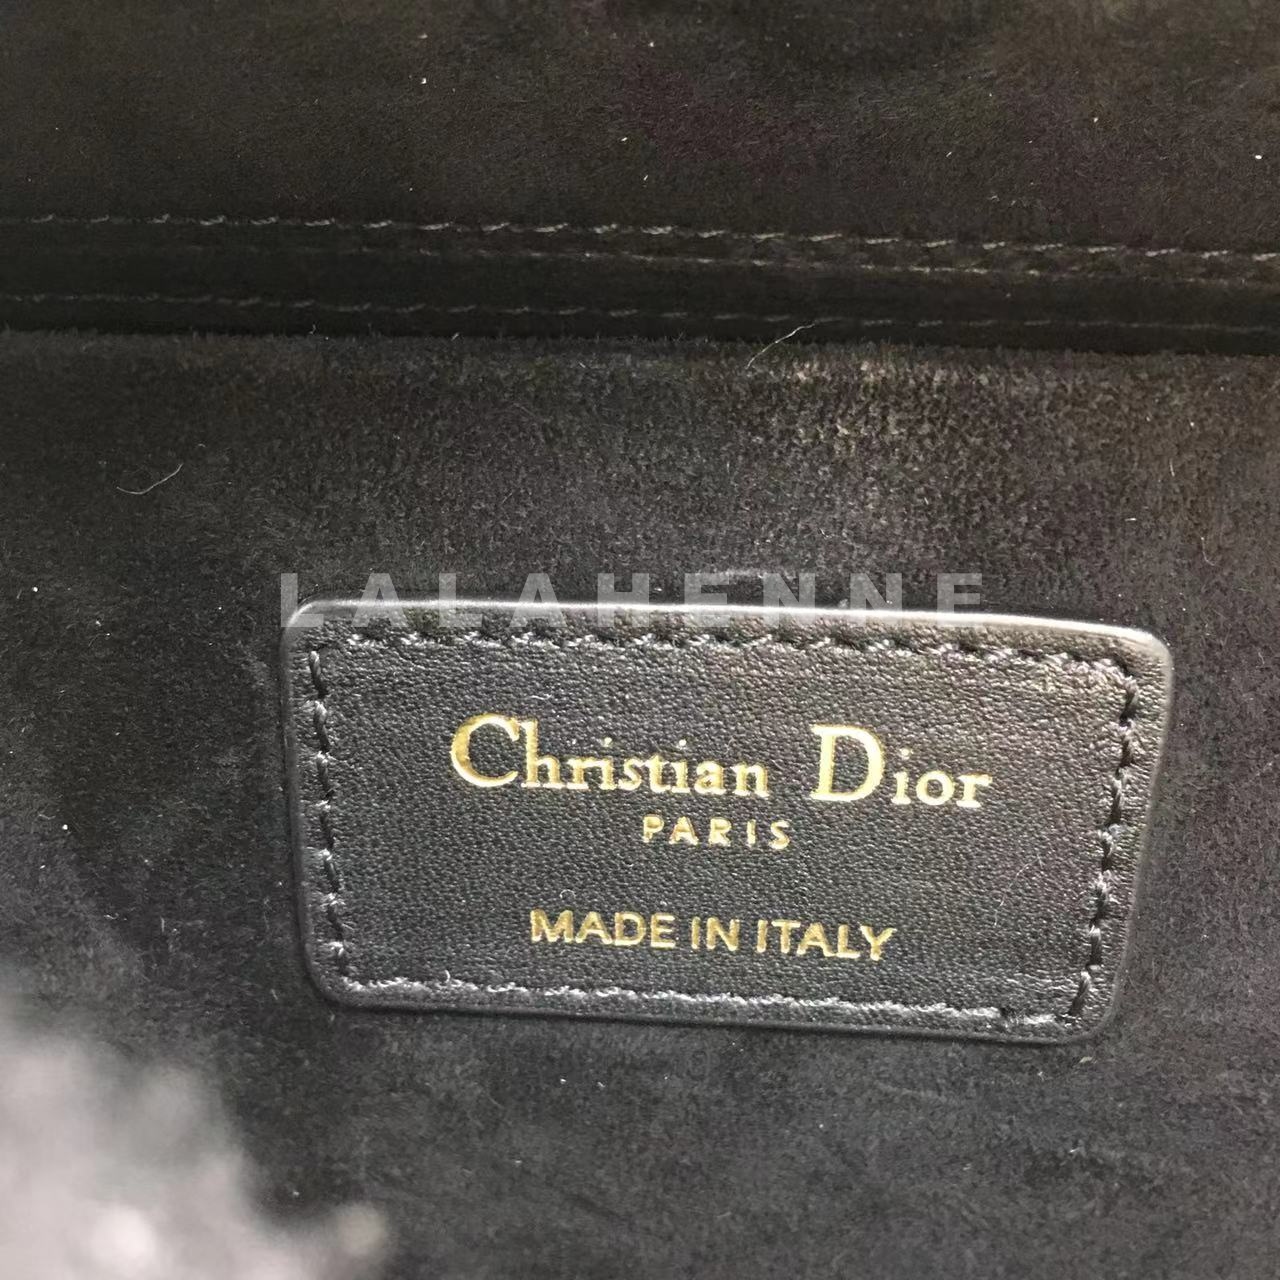 LALAHENNE
Christian Dior
PARIS
MADE IN ITALY